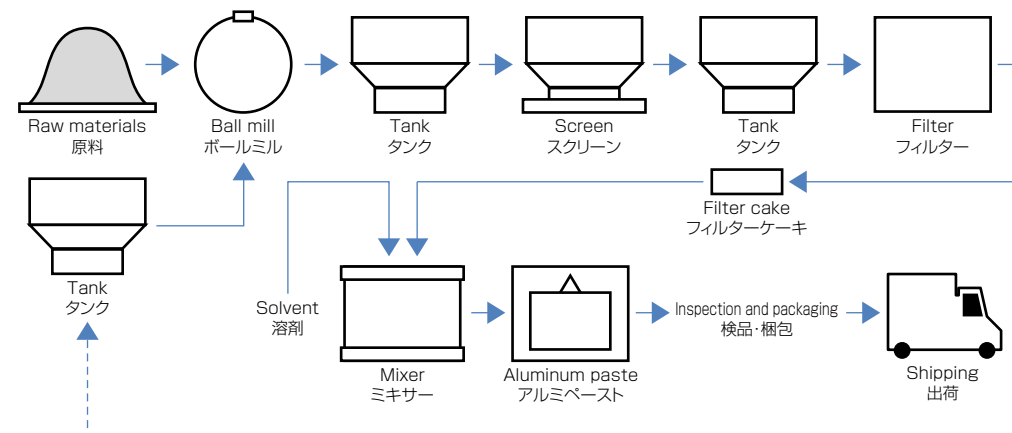 Raw materials
原料
Ball mill
ボールミル
Tank
タンク
Screen
スクリーン
Tank
タンク
Filter
フィルター
Filter cake
フィルターケーキ
Tank
タンク
Solvent
溶剤
Mixer
ミキサー
Aluminum paste
アルミペースト
Inspection and packaging
検品・梱包
Shipping
出荷